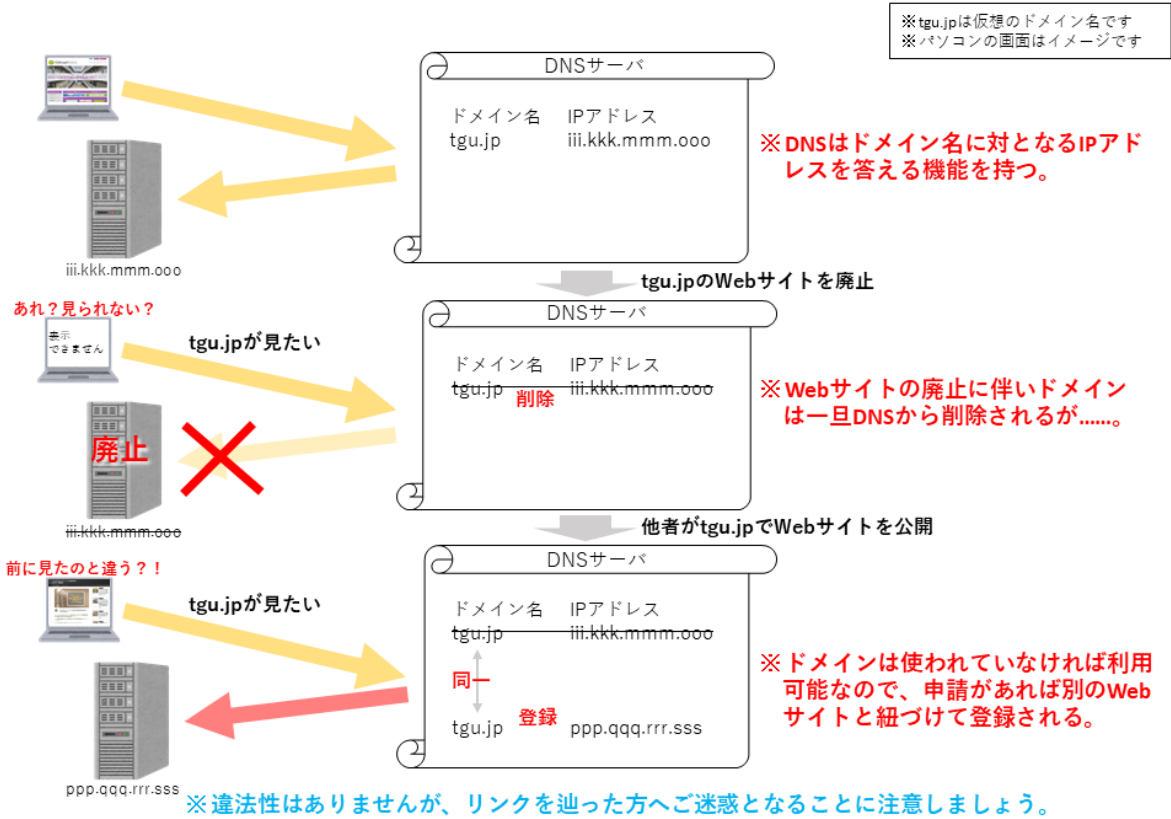 ※tgu.jpは仮想のドメイン名です
※パソコンの画面はイメージです
DNSサーバ
ドメイン名 IPアドレス
tgu.jp iii.kkk.mmm.ooo
※DNSはドメイン名に対となるIPアド
レスを答える機能を持つ。
iii.kkk.mmm.ooo
tgu.jpのWebサイトを廃止
あれ？見られない？
DNSサーバ
表示
できません
tgu.jpが見たい
ドメイン名 IPアドレス
tgu.jp iii.kkk.mmm.ooo
削除
※Webサイトの廃止に伴いドメイン
は一旦DNSから削除されるが……。
廃止
iii.kkk.mmm.ooo
他者がtgu.jpでWebサイトを公開
前に見たのと違う？！
DNSサーバ
tgu.jpが見たい
ドメイン名 IPアドレス
tgu.jp iii.kkk.mmm.ooo
同一
登録
tgu.jp ppp.qqq.rrr.sss
※ドメインは使われていなければ利用
可能なので、申請があれば別のWeb
サイトと紐づけて登録される。
ppp.qqq.rrr.sss
※違法性はありませんが、リンクを辿った方へご迷惑となることに注意しましょう。